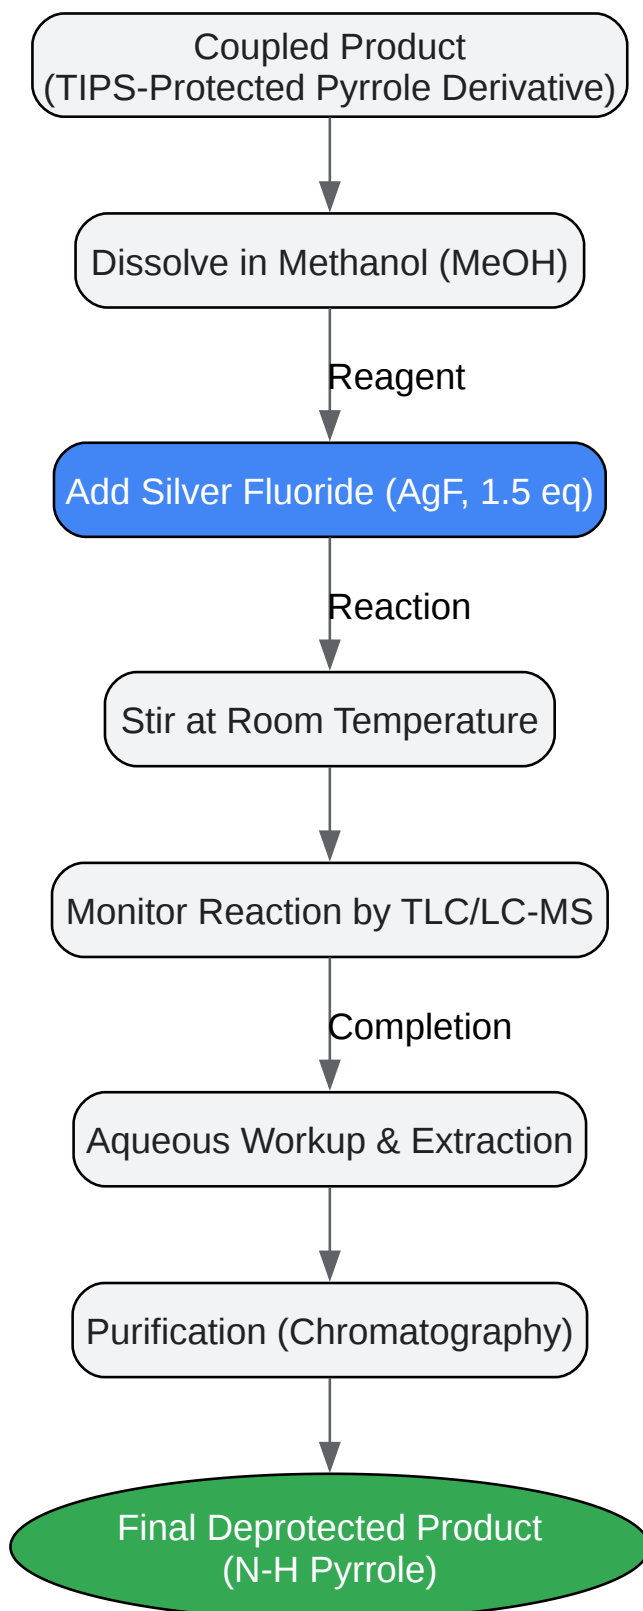 Coupled Product
(TIPS-Protected Pyrrole Derivative)
Dissolve in Methanol (MeOH)
Reagent
Add Silver Fluoride (AgF, 1.5 eq)
Reaction
Stir at Room Temperature
Monitor Reaction by TLC/LC-MS
Completion
Aqueous Workup & Extraction
Purification (Chromatography)
Final Deprotected Product
(N-H Pyrrole)